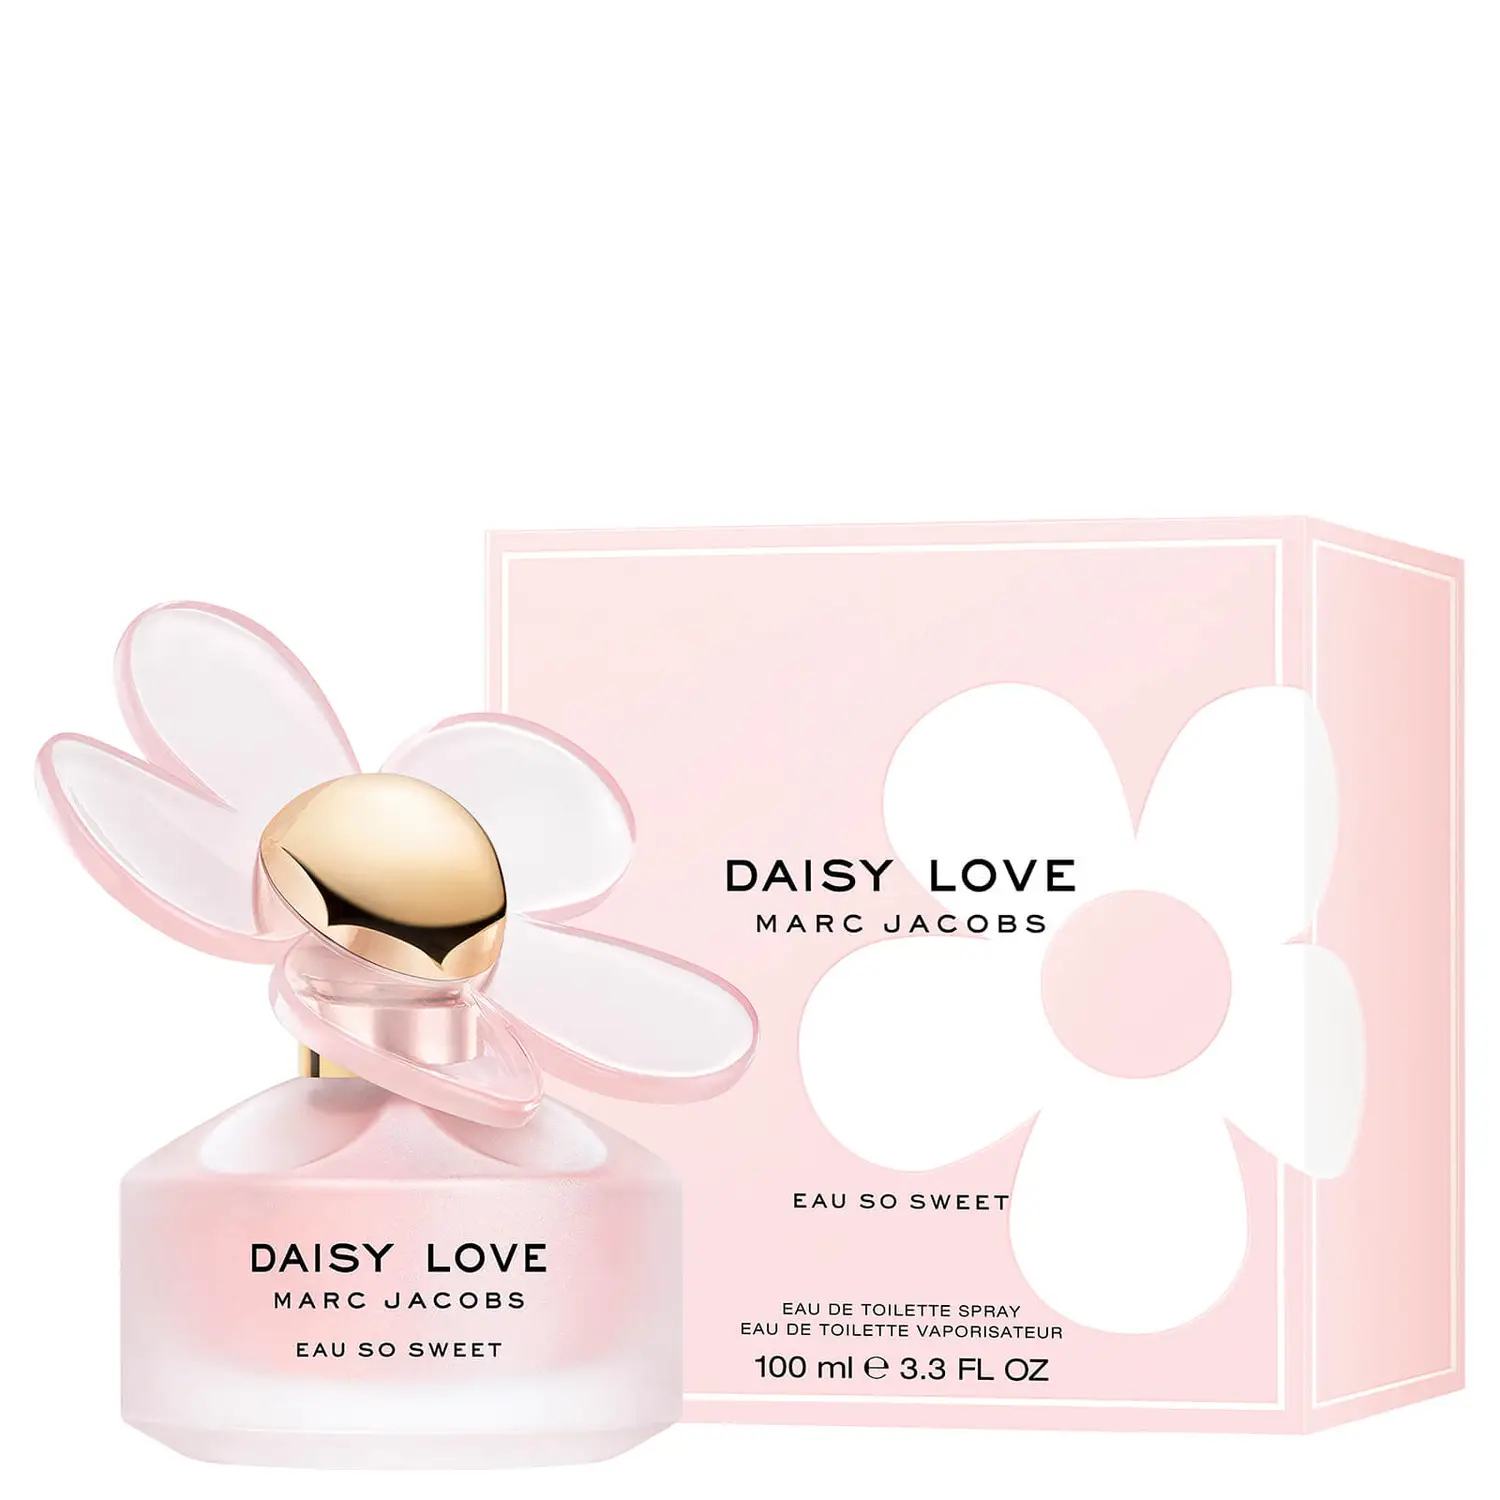 DAISY LOVE
MARC JACOBS
EAU SO SWEET
EAU DE TOILETTE SPRAY
EAU DE TOILETTE VAPORISATEUR
100 ml ℮ 3.3 FL OZ
DAISY LOVE
MARC JACOBS
EAU SO SWEET